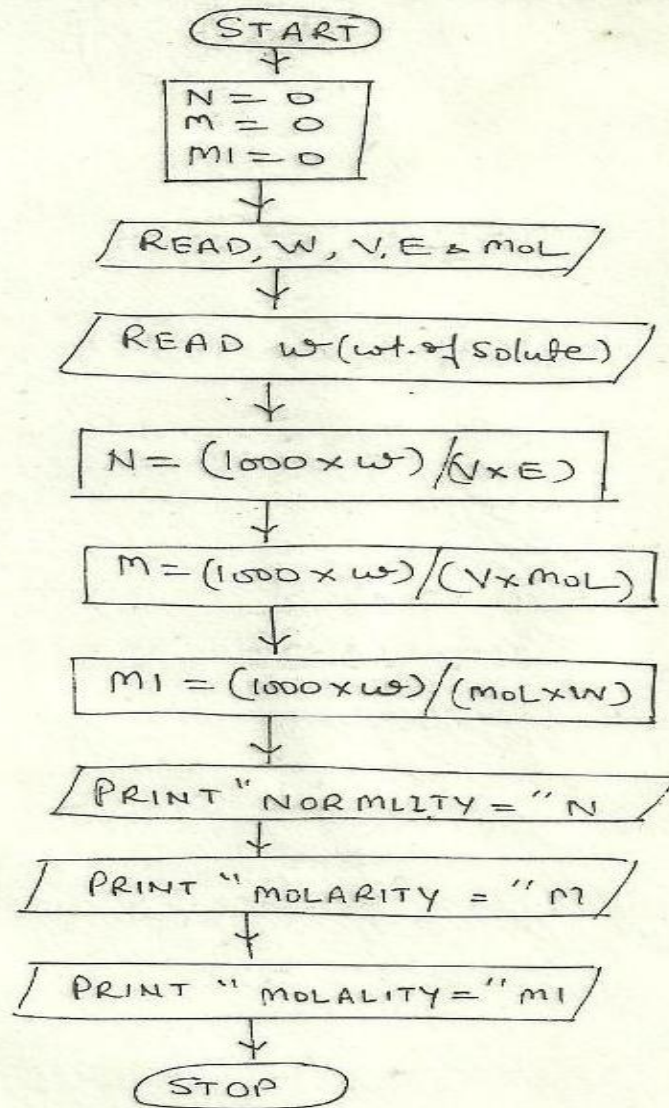 START
N = 0
M = 0
M1 = 0
READ, W, V, E & MOL
READ w (wt. of solute)
N = (1000 × w) / (V × E)
M = (1000 × w) / (V × MOL)
M1 = (1000 × w) / (MOL × W)
PRINT "NORMLITY = " N
PRINT " MOLARITY = " M
PRINT " MOLALITY = " M1
STOP